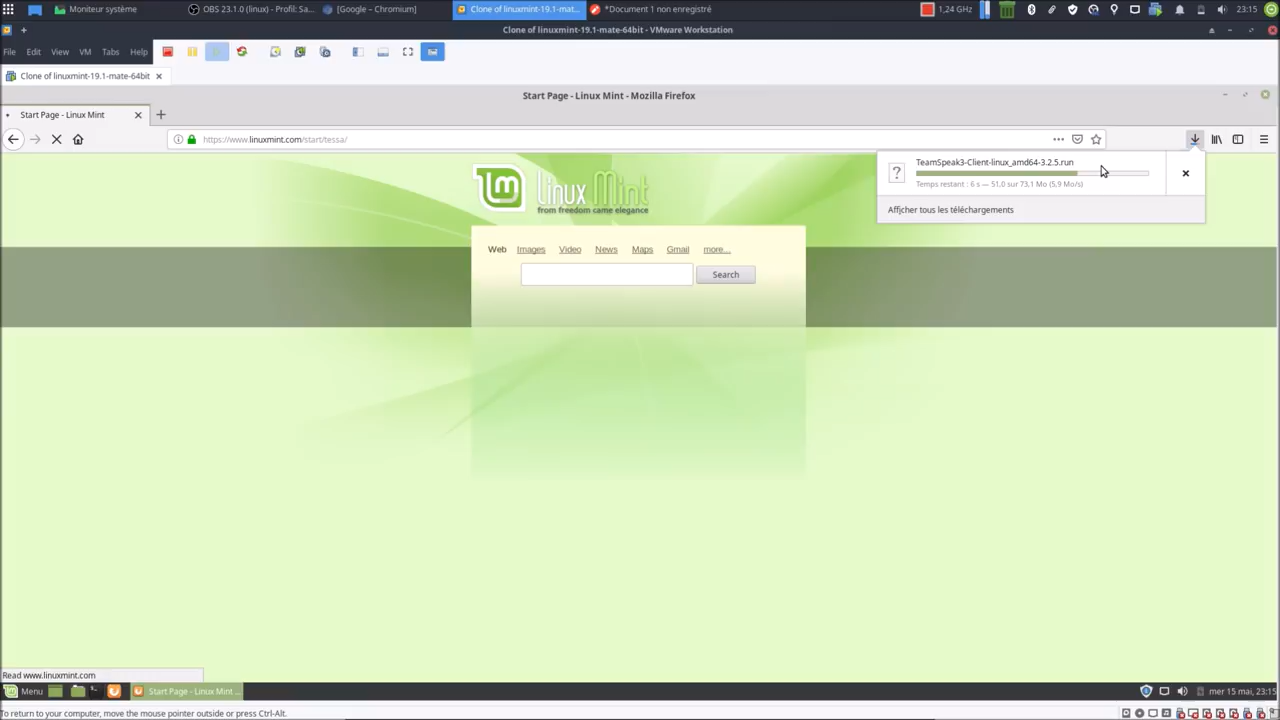 Moniteur système
OBS 23.1.0 (linux) - Profil: Sa...
[Google – Chromium]
Clone of linuxmint-19.1-mat...
*Document 1 non enregistré
1,24 GHz
23:15
Clone of linuxmint-19.1-mate-64bit - VMware Workstation
File Edit View VM Tabs Help
Clone of linuxmint-19.1-mate-64bit
Start Page - Linux Mint - Mozilla Firefox
Start Page - Linux Mint
https://www.linuxmint.com/start/tessa/
TeamSpeak3-Client-linux_amd64-3.2.5.run
Temps restant : 6 s — 51,0 sur 73,1 Mo (5,9 Mo/s)
Afficher tous les téléchargements
Linux Mint
from freedom came elegance
Web Images Video News Maps Gmail more...
Search
Read www.linuxmint.com
Menu
Start Page - Linux Mint ...
mer 15 mai, 23:15
To return to your computer, move the mouse pointer outside or press Ctrl-Alt.